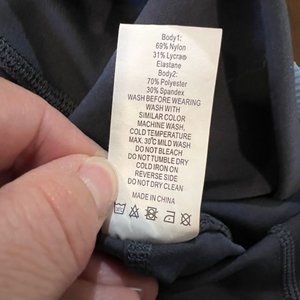 Body1:
69% Nylon
31% Lycra®
Elastane
Body2:
70% Polyester
30% Spandex
WASH BEFORE WEARING
WASH WITH
SIMILAR COLOR
MACHINE WASH,
COLD TEMPERATURE
MAX. 30℃ MILD WASH
DO NOT BLEACH
DO NOT TUMBLE DRY
COLD IRON ON
REVERSE SIDE
DO NOT DRY CLEAN
MADE IN CHINA